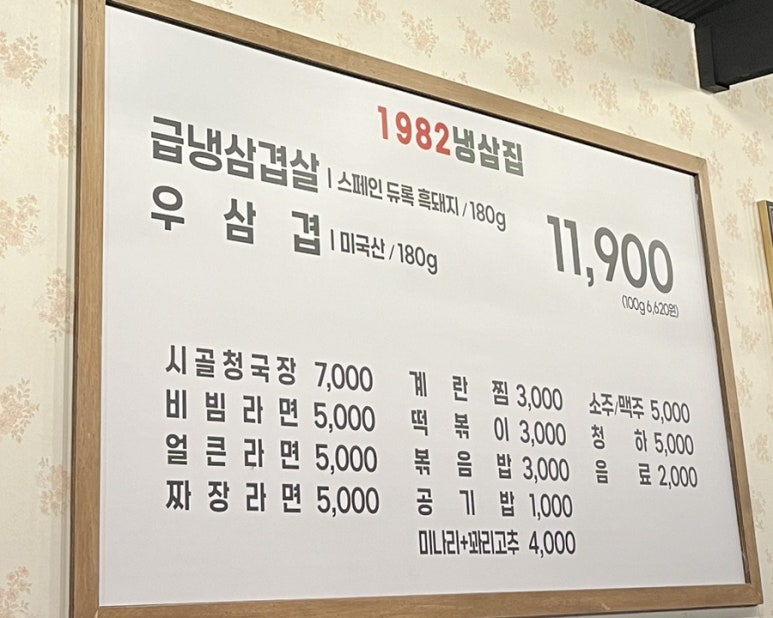 1982냉삼집
급냉삼겹살 | 스페인 듀록 흑돼지 / 180g
우삼겹 | 미국산 / 180g
11,900
(100g 6,620원)
시골청국장 7,000
비빔라면 5,000
얼큰라면 5,000
짜장라면 5,000
계란찜 3,000
떡볶이 3,000
볶음밥 3,000
공기밥 1,000
미나리+꽈리고추 4,000
소주/맥주 5,000
청하 5,000
음료 2,000